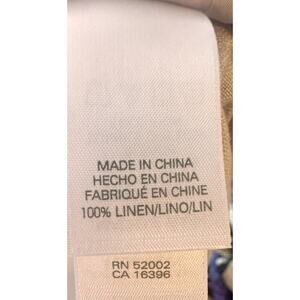 MADE IN CHINA
HECHO EN CHINA
FABRIQUÉ EN CHINE
100% LINEN/LINO/LIN
RN 52002
CA 16396